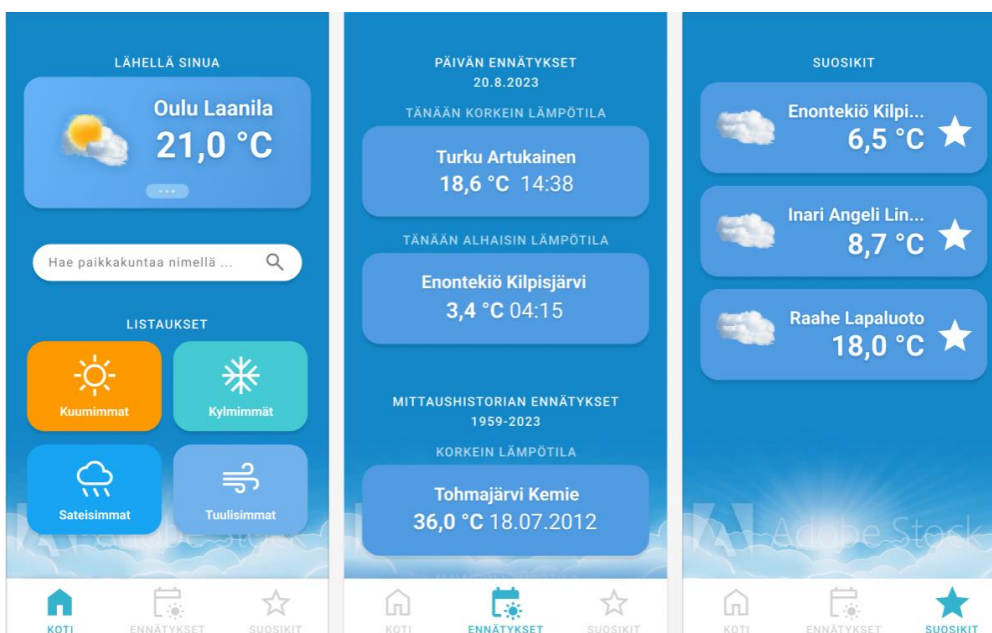 LÄHELLÄ SINUA
Oulu Laanila
21,0 °C
...
Hae paikkakuntaa nimellä ...
LISTAUKSET
Kuumimmat
Kylmimmät
Sateisimmat
Tuulisimmat
KOTI
ENNÄTYKSET
SUOSIKIT
PÄIVÄN ENNÄTYKSET
20.8.2023
TÄNÄÄN KORKEIN LÄMPÖTILA
Turku Artukainen
18,6 °C 14:38
TÄNÄÄN ALHAISIN LÄMPÖTILA
Enontekiö Kilpisjärvi
3,4 °C 04:15
MITTAUSHISTORIAN ENNÄTYKSET
1959-2023
KORKEIN LÄMPÖTILA
Tohmajärvi Kemie
36,0 °C 18.07.2012
KOTI
ENNÄTYKSET
SUOSIKIT
SUOSIKIT
Enontekiö Kilpi...
6,5 °C
Inari Angeli Lin...
8,7 °C
Raahe Lapaluoto
18,0 °C
Adobe Stock
KOTI
ENNÄTYKSET
SUOSIKIT